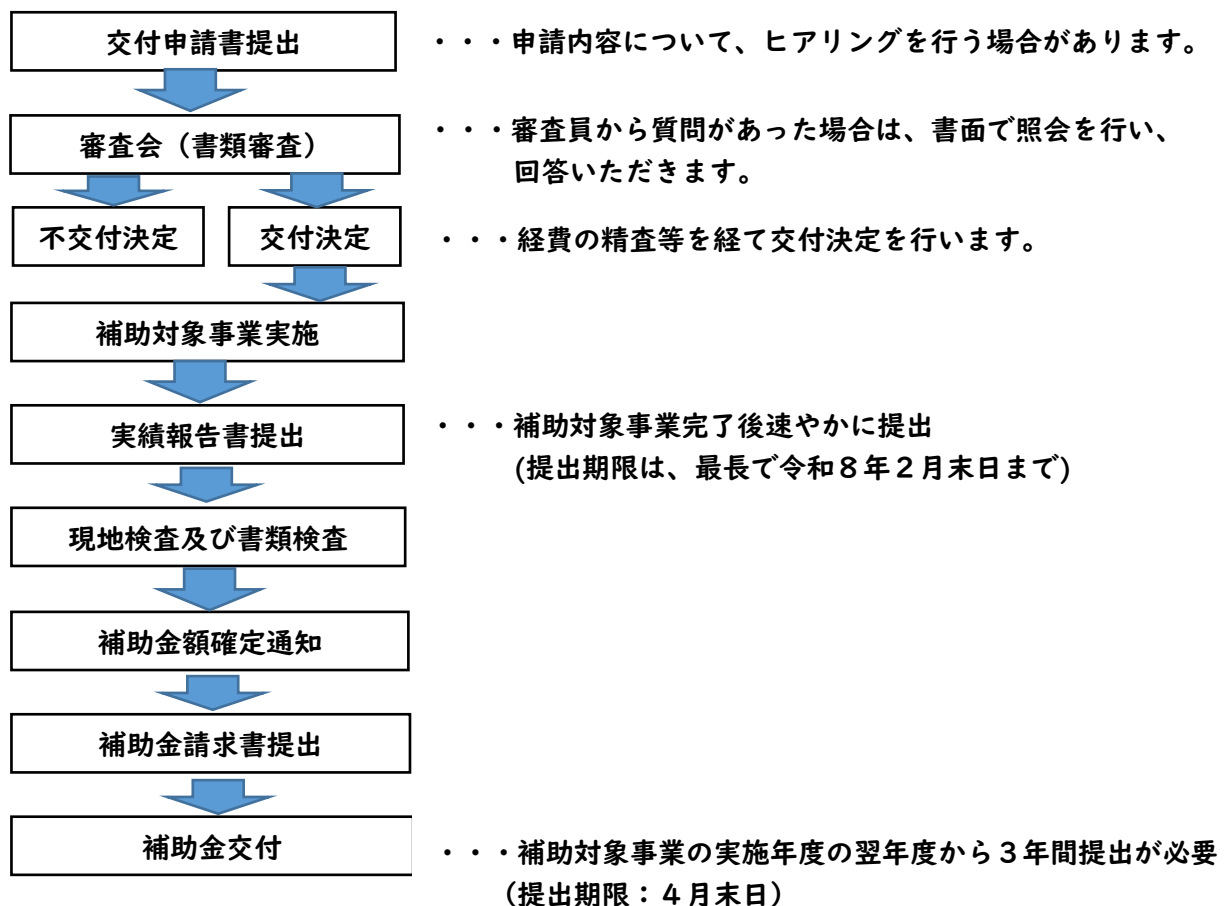 交付申請書提出
・・・申請内容について、ヒアリングを行う場合があります。
審査会（書類審査）
・・・審査員から質問があった場合は、書面で照会を行い、
回答いただきます。
不交付決定
交付決定
・・・経費の精査等を経て交付決定を行います。
補助対象事業実施
実績報告書提出
・・・補助対象事業完了後速やかに提出
(提出期限は、最長で令和８年２月末日まで)
現地検査及び書類検査
補助金額確定通知
補助金請求書提出
補助金交付
・・・補助対象事業の実施年度の翌年度から３年間提出が必要
（提出期限：４月末日）